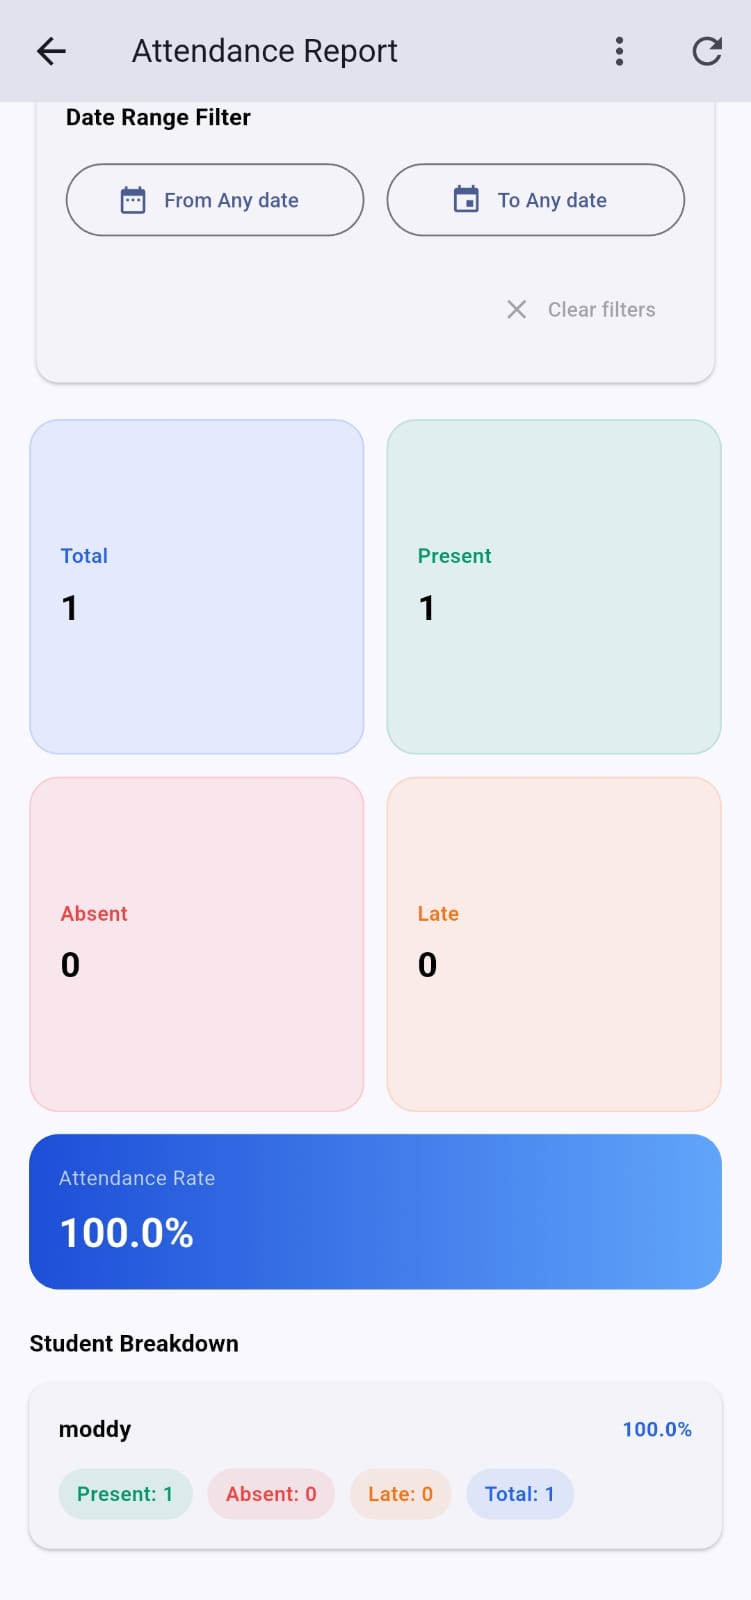 Attendance Report
Date Range Filter
From Any date
To Any date
Clear filters
Total
1
Present
1
Absent
0
Late
0
Attendance Rate
100.0%
Student Breakdown
moddy
100.0%
Present: 1
Absent: 0
Late: 0
Total: 1